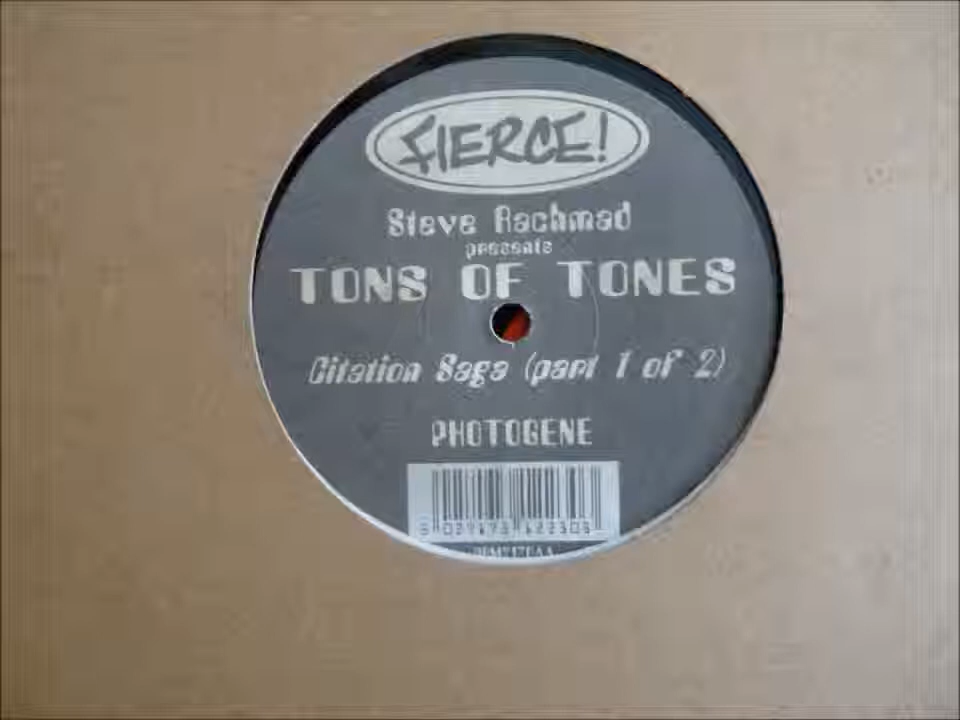 FIERCE!
Steve Rachmad
presents
TONS OF TONES
Citation Saga (part 1 of 2)
PHOTOGENE